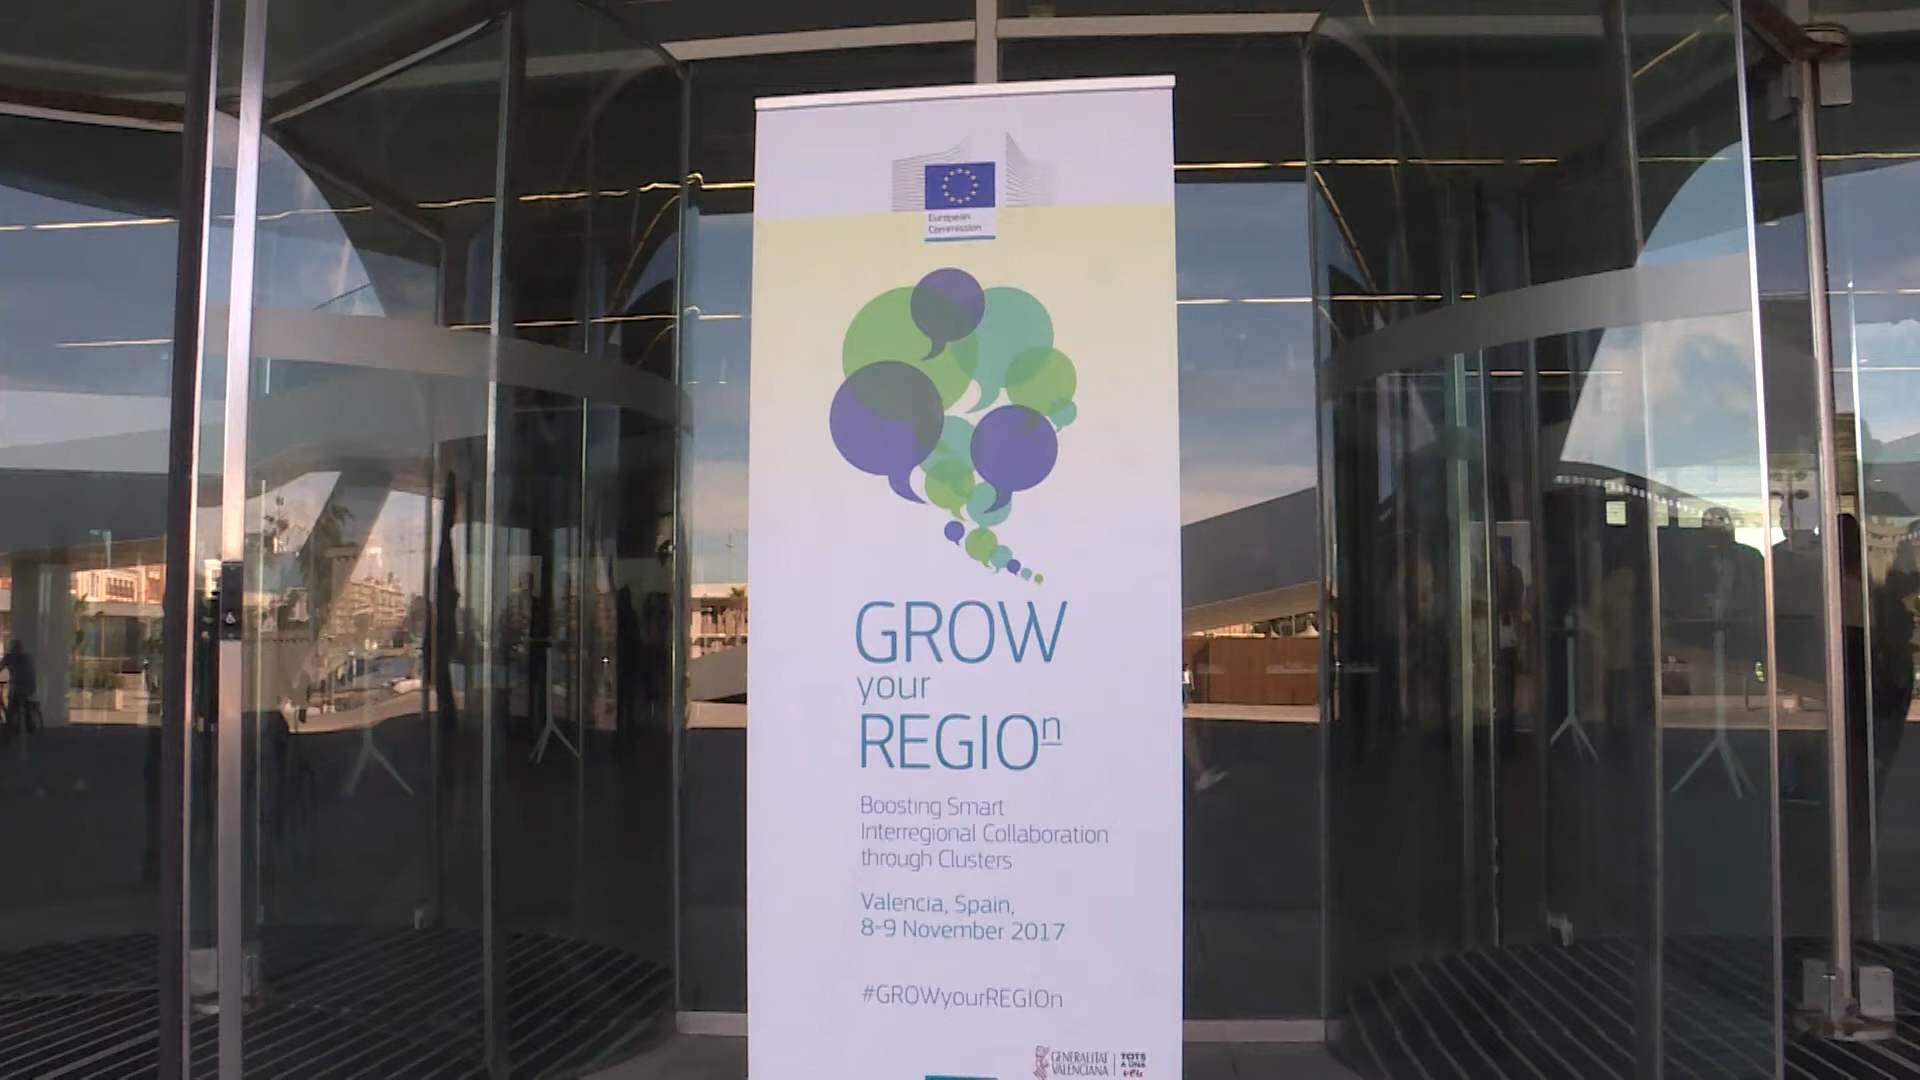 European
Commission
GROW
your
REGIOn
Boosting Smart
Interregional Collaboration
through Clusters
Valencia, Spain,
8-9 November 2017
#GROWyourREGIOn
GENERALITAT
VALENCIANA
TOTS
A UNA
veu